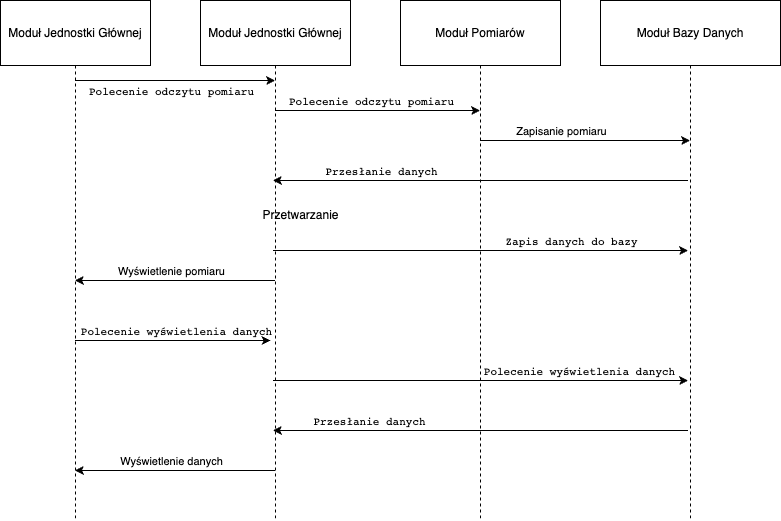 Moduł Jednostki Głównej
Moduł Jednostki Głównej
Moduł Pomiarów
Moduł Bazy Danych
Polecenie odczytu pomiaru
Polecenie odczytu pomiaru
Zapisanie pomiaru
Przesłanie danych
Przetwarzanie
Zapis danych do bazy
Wyświetlenie pomiaru
Polecenie wyświetlenia danych
Polecenie wyświetlenia danych
Przesłanie danych
Wyświetlenie danych